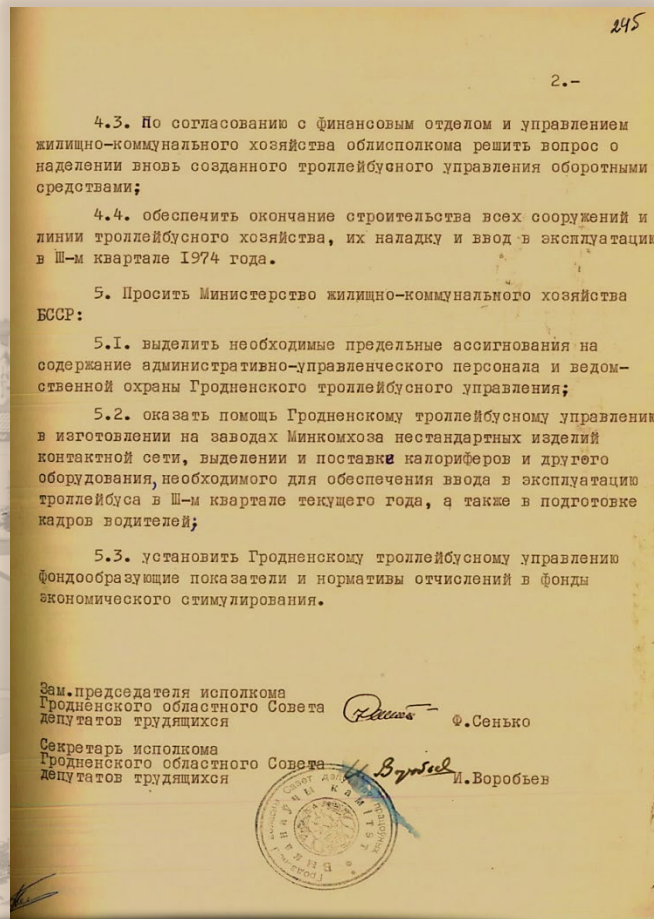 245
2.-
4.3. По согласованию с финансовым отделом и управлением
жилищно-коммунального хозяйства облисполкома решить вопрос о
наделении вновь созданного троллейбусного управления оборотными
средствами;
4.4. обеспечить окончание строительства всех сооружений и
линии троллейбусного хозяйства, их наладку и ввод в эксплуатацию
в Ш-м квартале 1974 года.
5. Просить Министерство жилищно-коммунального хозяйства
БССР:
5.I. выделить необходимые предельные ассигнования на
содержание административно-управленческого персонала и ведом-
ственной охраны Гродненского троллейбусного управления;
5.2. оказать помощь Гродненскому троллейбусному управлению
в изготовлении на заводах Минкомхоза нестандартных изделий
контактной сети, выделении и поставке калориферов и другого
оборудования, необходимого для обеспечения ввода в эксплуатацию
троллейбуса в Ш-м квартале текущего года, а также в подготовке
кадров водителей;
5.3. установить Гродненскому троллейбусному управлению
фондообразующие показатели и нормативы отчислений в фонды
экономического стимулирования.
Зам.председателя исполкома
Гродненского областного Совета
депутатов трудящихся Ф.Сенько
Секретарь исполкома
Гродненского областного Совета
депутатов трудящихся Воробьев И.Воробьев
Выканаўчы камітэт